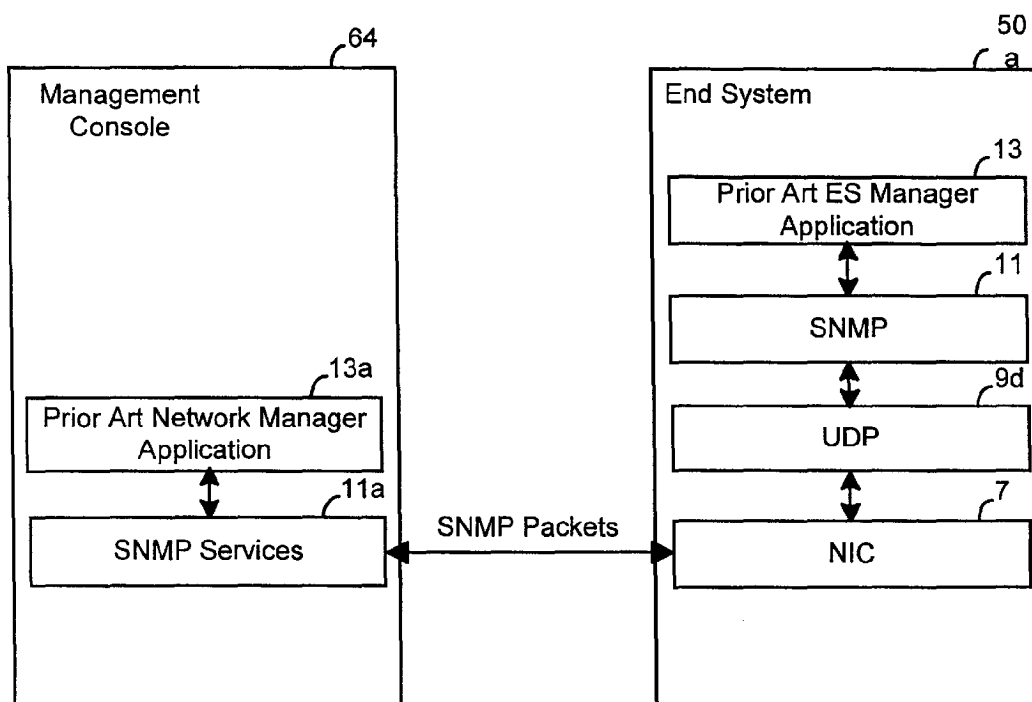 64
Management
Console
13a
Prior Art Network Manager
Application
11a
SNMP Services
SNMP Packets
50
a
End System
13
Prior Art ES Manager
Application
11
SNMP
9d
UDP
7
NIC